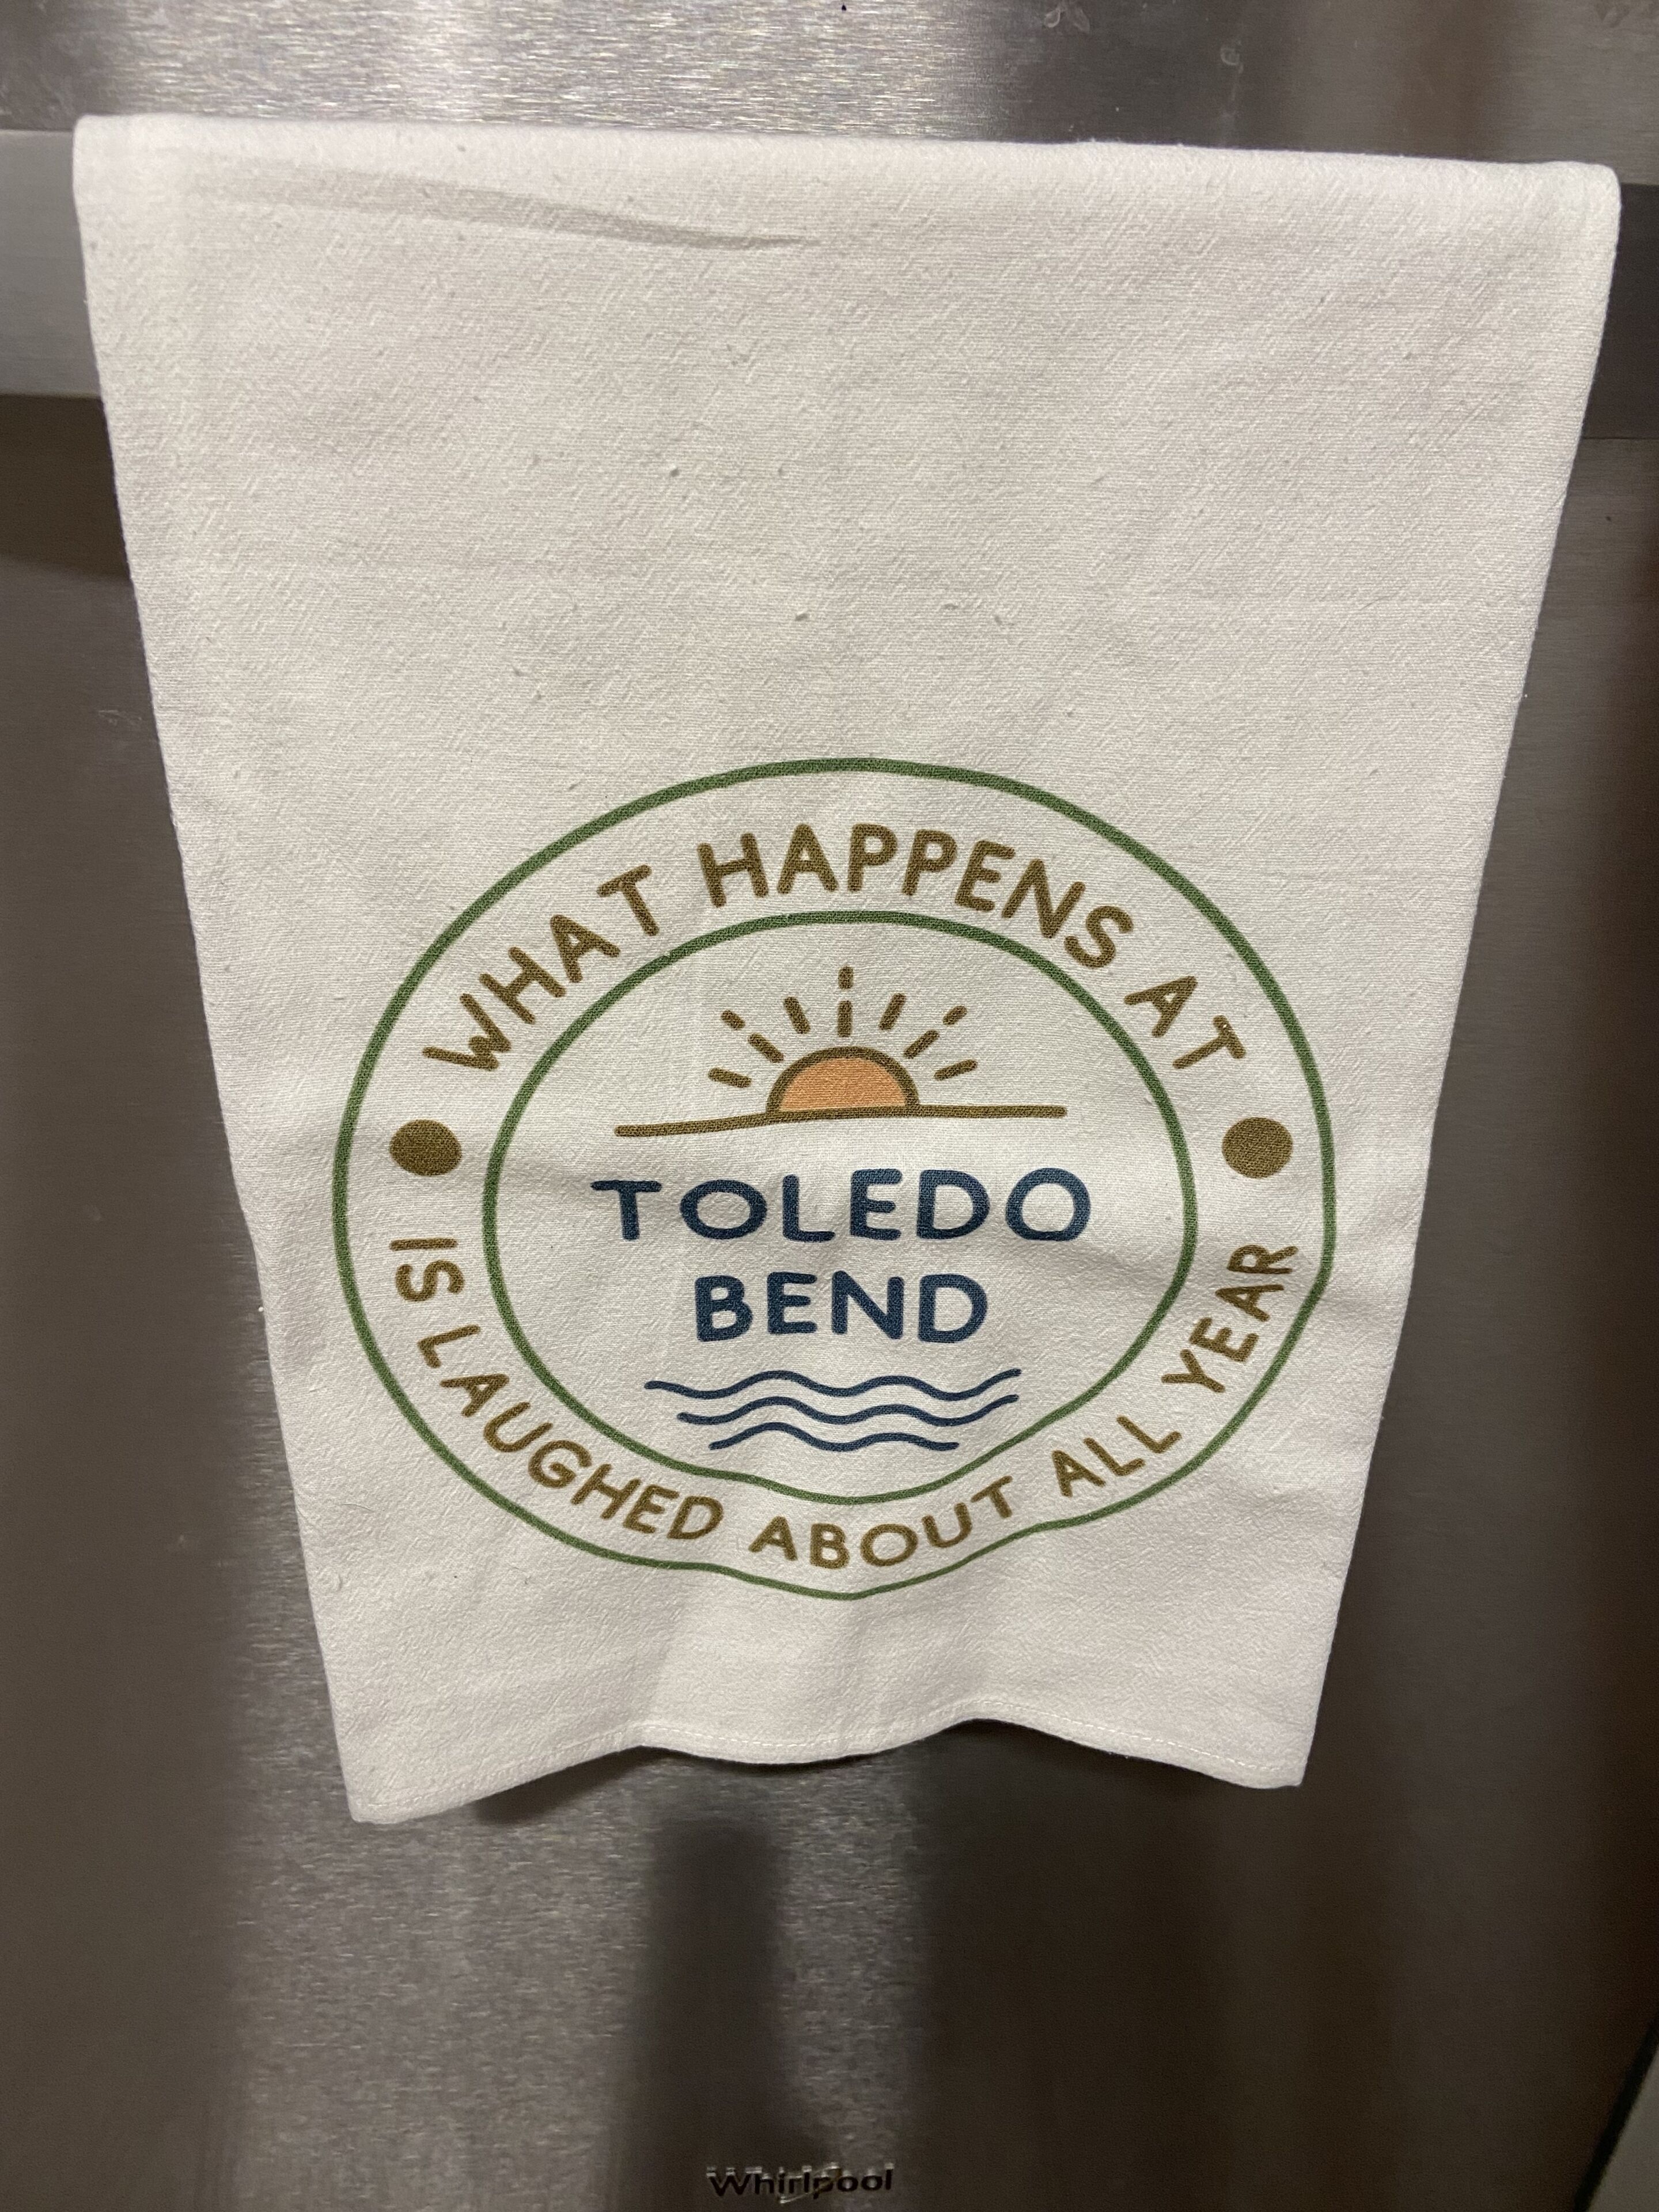 WHAT HAPPENS AT
TOLEDO
BEND
IS LAUGHED ABOUT ALL YEAR
Whirlpool